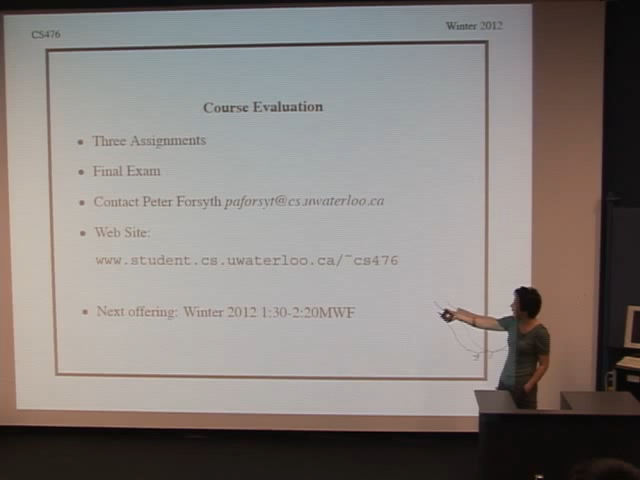 CS476
Winter 2012
Course Evaluation
• Three Assignments
• Final Exam
• Contact Peter Forsyth paforsyt@cs.uwaterloo.ca
• Web Site:
www.student.cs.uwaterloo.ca/~cs476
• Next offering: Winter 2012 1:30-2:20MWF